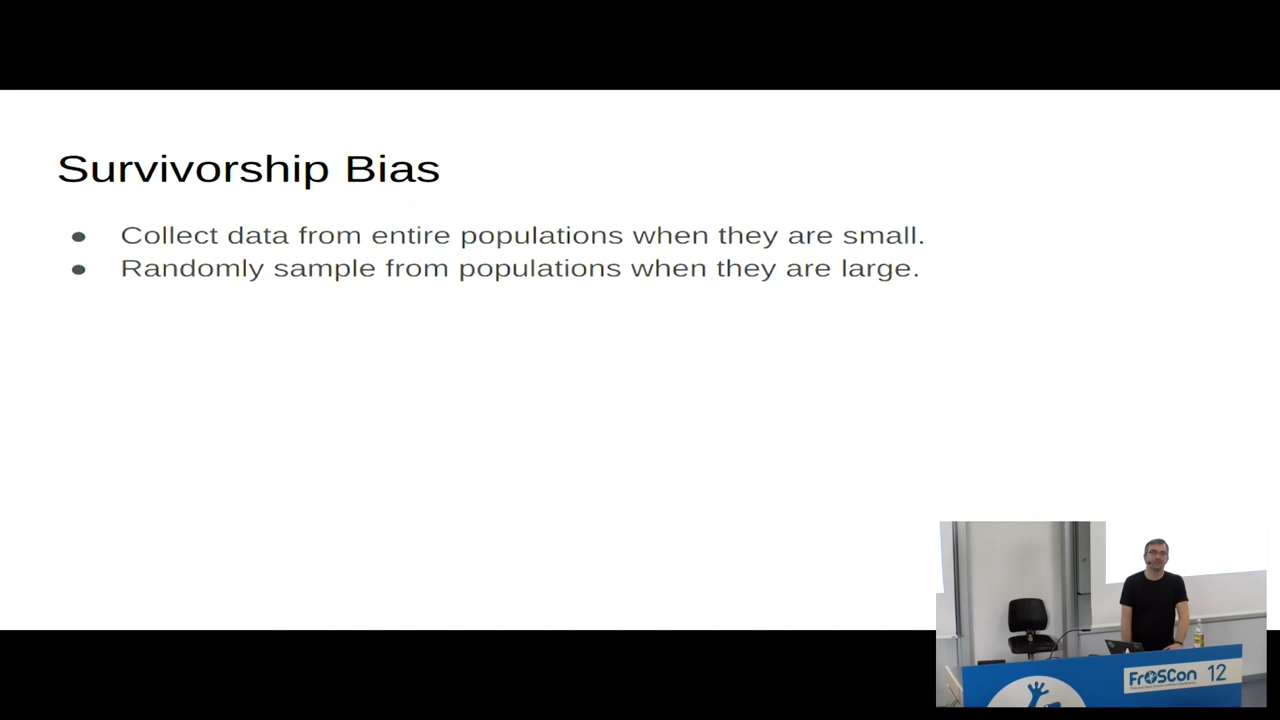 Survivorship Bias
● Collect data from entire populations when they are small.
● Randomly sample from populations when they are large.
FrOSCon 12